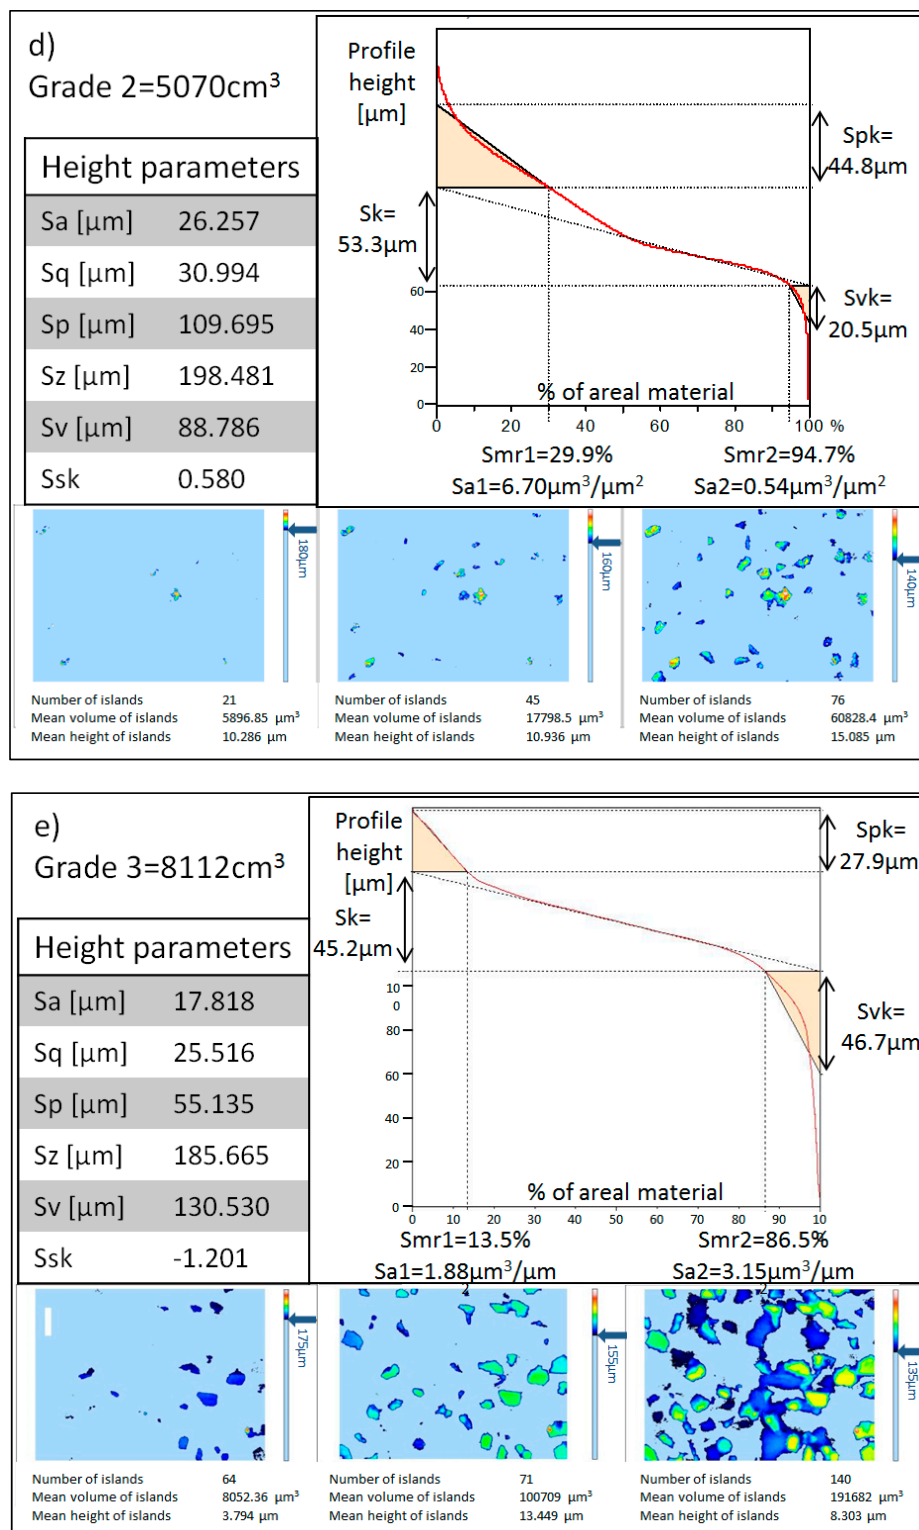 d)
Grade 2=5070cm³
Height parameters
Sa [µm] 26.257
Sq [µm] 30.994
Sp [µm] 109.695
Sz [µm] 198.481
Sv [µm] 88.786
Ssk 0.580
Profile
height
[µm]
Spk=
44.8µm
Sk=
53.3µm
Svk=
20.5µm
60
40
20
0
% of areal material
0 20 40 60 80 100 %
Smr1=29.9% Smr2=94.7%
Sa1=6.70µm³/µm² Sa2=0.54µm³/µm²
180µm
160µm
140µm
Number of islands 21
Mean volume of islands 5896.85 µm³
Mean height of islands 10.286 µm
45
17798.5 µm³
10.936 µm
Number of islands 76
Mean volume of islands 60828.4 µm³
Mean height of islands 15.085 µm
Number of islands
Mean volume of islands
Mean height of islands
e)
Grade 3=8112cm³
Height parameters
Sa [µm] 17.818
Sq [µm] 25.516
Sp [µm] 55.135
Sz [µm] 185.665
Sv [µm] 130.530
Ssk -1.201
Profile
height
[µm]
Spk=
27.9µm
Sk=
45.2µm
Svk=
46.7µm
10
0
80
60
40
20
0
% of areal material
0 10 20 30 40 50 60 70 80 90 10
Smr1=13.5% Smr2=86.5%
Sa1=1.88µm³/µm Sa2=3.15µm³/µm
2 2
175µm
155µm
135µm
Number of islands 64
Mean volume of islands 8052.36 µm³
Mean height of islands 3.794 µm
Number of islands 71
Mean volume of islands 100709 µm³
Mean height of islands 13.449 µm
Number of islands 140
Mean volume of islands 191682 µm³
Mean height of islands 8.303 µm